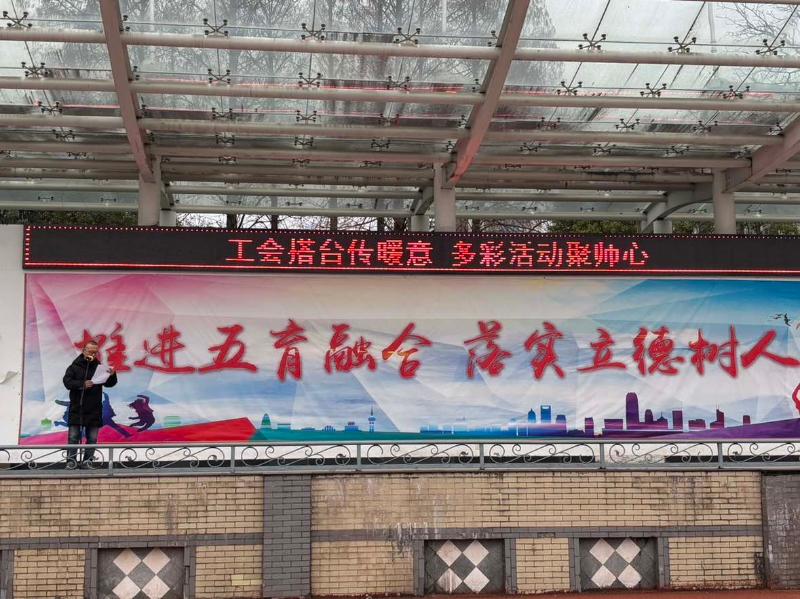 工会搭台传暖意 多彩活动聚帅心
推进五育融合 落实立德树人